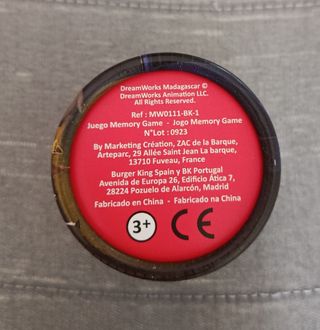 DreamWorks Madagascar ©
DreamWorks Animation LLC.
All Rights Reserved.
Ref : MW0111-BK-1
Juego Memory Game - Jogo Memory Game
N°Lot : 0923
By Marketing Création, ZAC de la Barque,
Arteparc, 29 Allée Saint Jean La barque,
13710 Fuveau, France
Burger King Spain y BK Portugal
Avenida de Europa 26, Edificio Ática 7,
28224 Pozuelo de Alarcón, Madrid
Fabricado en China - Fabricado na China
3+ CE